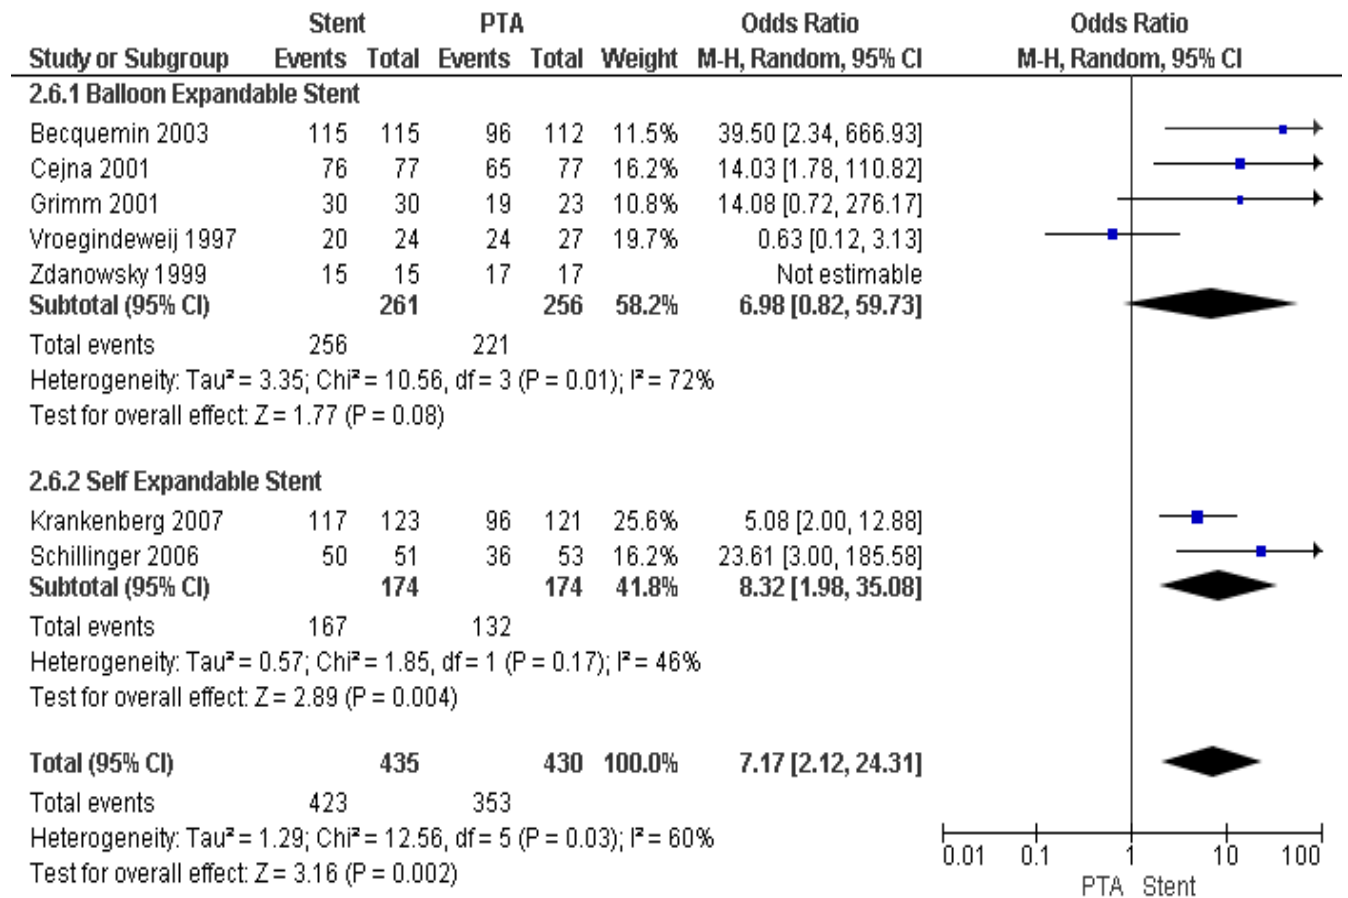 Stent PTA Odds Ratio Odds Ratio
Study or Subgroup Events Total Events Total Weight M-H, Random, 95% CI M-H, Random, 95% CI
2.6.1 Balloon Expandable Stent
Becquemin 2003 115 115 96 112 11.5% 39.50 [2.34, 666.93]
Cejna 2001 76 77 65 77 16.2% 14.03 [1.78, 110.82]
Grimm 2001 30 30 19 23 10.8% 14.08 [0.72, 276.17]
Vroegindeweij 1997 20 24 24 27 19.7% 0.63 [0.12, 3.13]
Zdanowsky 1999 15 15 17 17 Not estimable
Subtotal (95% CI) 261 256 58.2% 6.98 [0.82, 59.73]
Total events 256 221
Heterogeneity: Tau² = 3.35; Chi² = 10.56, df = 3 (P = 0.01); I² = 72%
Test for overall effect: Z = 1.77 (P = 0.08)
2.6.2 Self Expandable Stent
Krankenberg 2007 117 123 96 121 25.6% 5.08 [2.00, 12.88]
Schillinger 2006 50 51 36 53 16.2% 23.61 [3.00, 185.58]
Subtotal (95% CI) 174 174 41.8% 8.32 [1.98, 35.08]
Total events 167 132
Heterogeneity: Tau² = 0.57; Chi² = 1.85, df = 1 (P = 0.17); I² = 46%
Test for overall effect: Z = 2.89 (P = 0.004)
Total (95% CI) 435 430 100.0% 7.17 [2.12, 24.31]
Total events 423 353
Heterogeneity: Tau² = 1.29; Chi² = 12.56, df = 5 (P = 0.03); I² = 60%
Test for overall effect: Z = 3.16 (P = 0.002)
0.01 0.1 1 10 100
PTA Stent